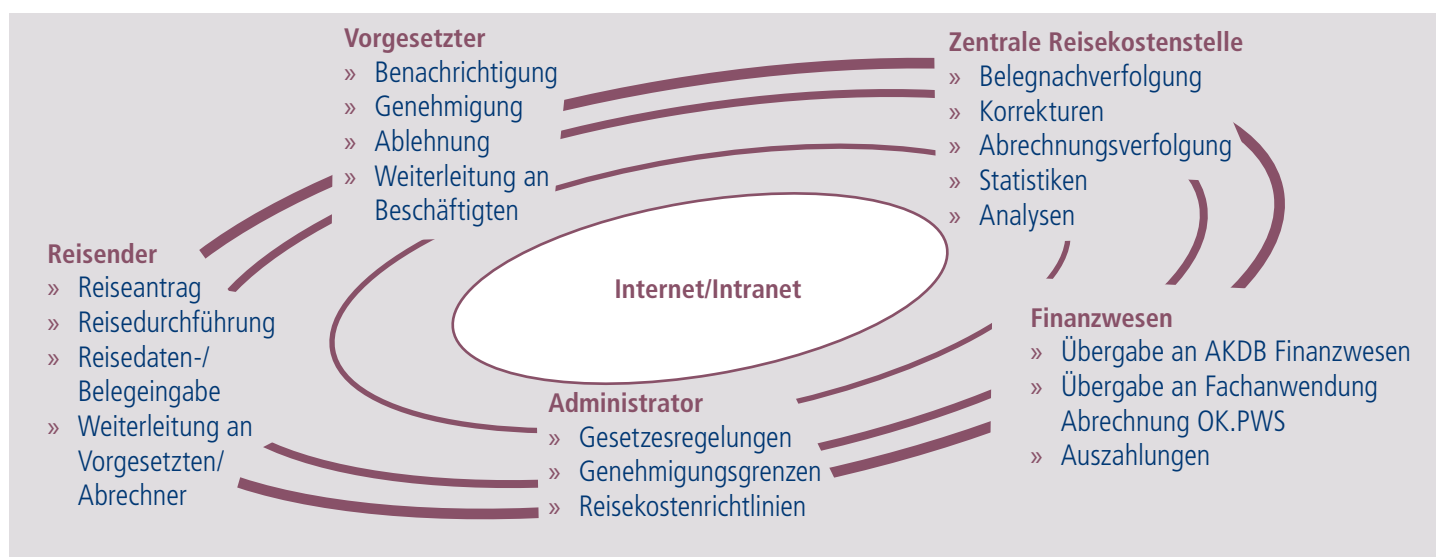 Vorgesetzter
» Benachrichtigung
» Genehmigung
» Ablehnung
» Weiterleitung an
Beschäftigten
Zentrale Reisekostenstelle
» Belegnachverfolgung
» Korrekturen
» Abrechnungsverfolgung
» Statistiken
» Analysen
Reisender
» Reiseantrag
» Reisedurchführung
» Reisedaten-/
Belegeingabe
» Weiterleitung an
Vorgesetzten/
Abrechner
Internet/Intranet
Finanzwesen
» Übergabe an AKDB Finanzwesen
» Übergabe an Fachanwendung
Abrechnung OK.PWS
» Auszahlungen
Administrator
» Gesetzesregelungen
» Genehmigungsgrenzen
» Reisekostenrichtlinien